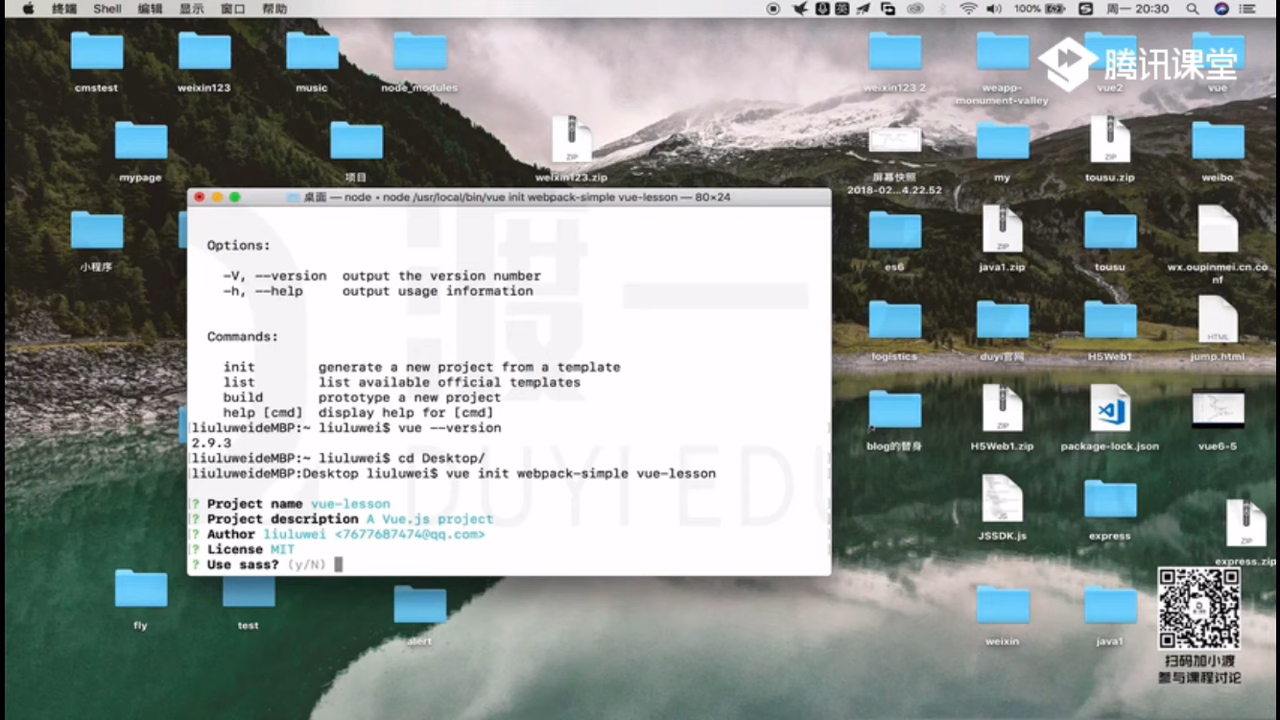 终端 Shell 编辑 显示 窗口 帮助 100% 周一 20:30
腾讯课堂
cmstest weixin123 music node_modules weixin123 2 weapp-monument-valley vue2 vue
mypage 项目 weixin123.zip 屏幕快照 2018-02...4.22.52 my tousu.zip weibo
小程序 es6 java1.zip tousu wx.oupinmei.cn.conf
logistics duyi官网 H5Web1 jump.html
blog的替身 H5Web1.zip package-lock.json vue6-5
JSSDK.js express express.zip
桌面 — node • node /usr/local/bin/vue init webpack-simple vue-lesson — 80×24
Options:
-V, --version output the version number
-h, --help output usage information
Commands:
init generate a new project from a template
list list available official templates
build prototype a new project
help [cmd] display help for [cmd]
liuluweideMBP:~ liuluwei$ vue --version
2.9.3
liuluweideMBP:~ liuluwei$ cd Desktop/
liuluweideMBP:Desktop liuluwei$ vue init webpack-simple vue-lesson
? Project name vue-lesson
? Project description A Vue.js project
? Author liuluwei <7677687474@qq.com>
? License MIT
? Use sass? (y/N)
DUYI EDU
fly test alert weixin java1
扫码加小渡
参与课程讨论